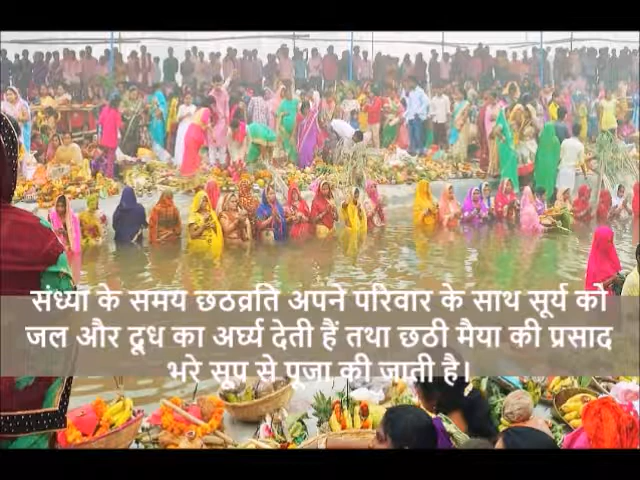 संध्या के समय छठव्रति अपने परिवार के साथ सूर्य को
जल और दूध का अर्घ्य देती हैं तथा छठी मैया की प्रसाद
भरे सूप से पूजा की जाती है।